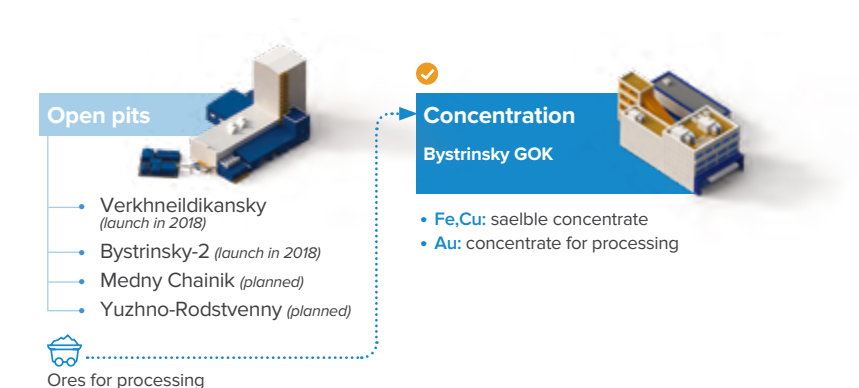 Open pits
Verkhneildikansky
(launch in 2018)
Bystrinsky-2 (launch in 2018)
Medny Chainik (planned)
Yuzhno-Rodstvenny (planned)
Ores for processing
Concentration
Bystrinsky GOK
• Fe,Cu: saelble concentrate
• Au: concentrate for processing